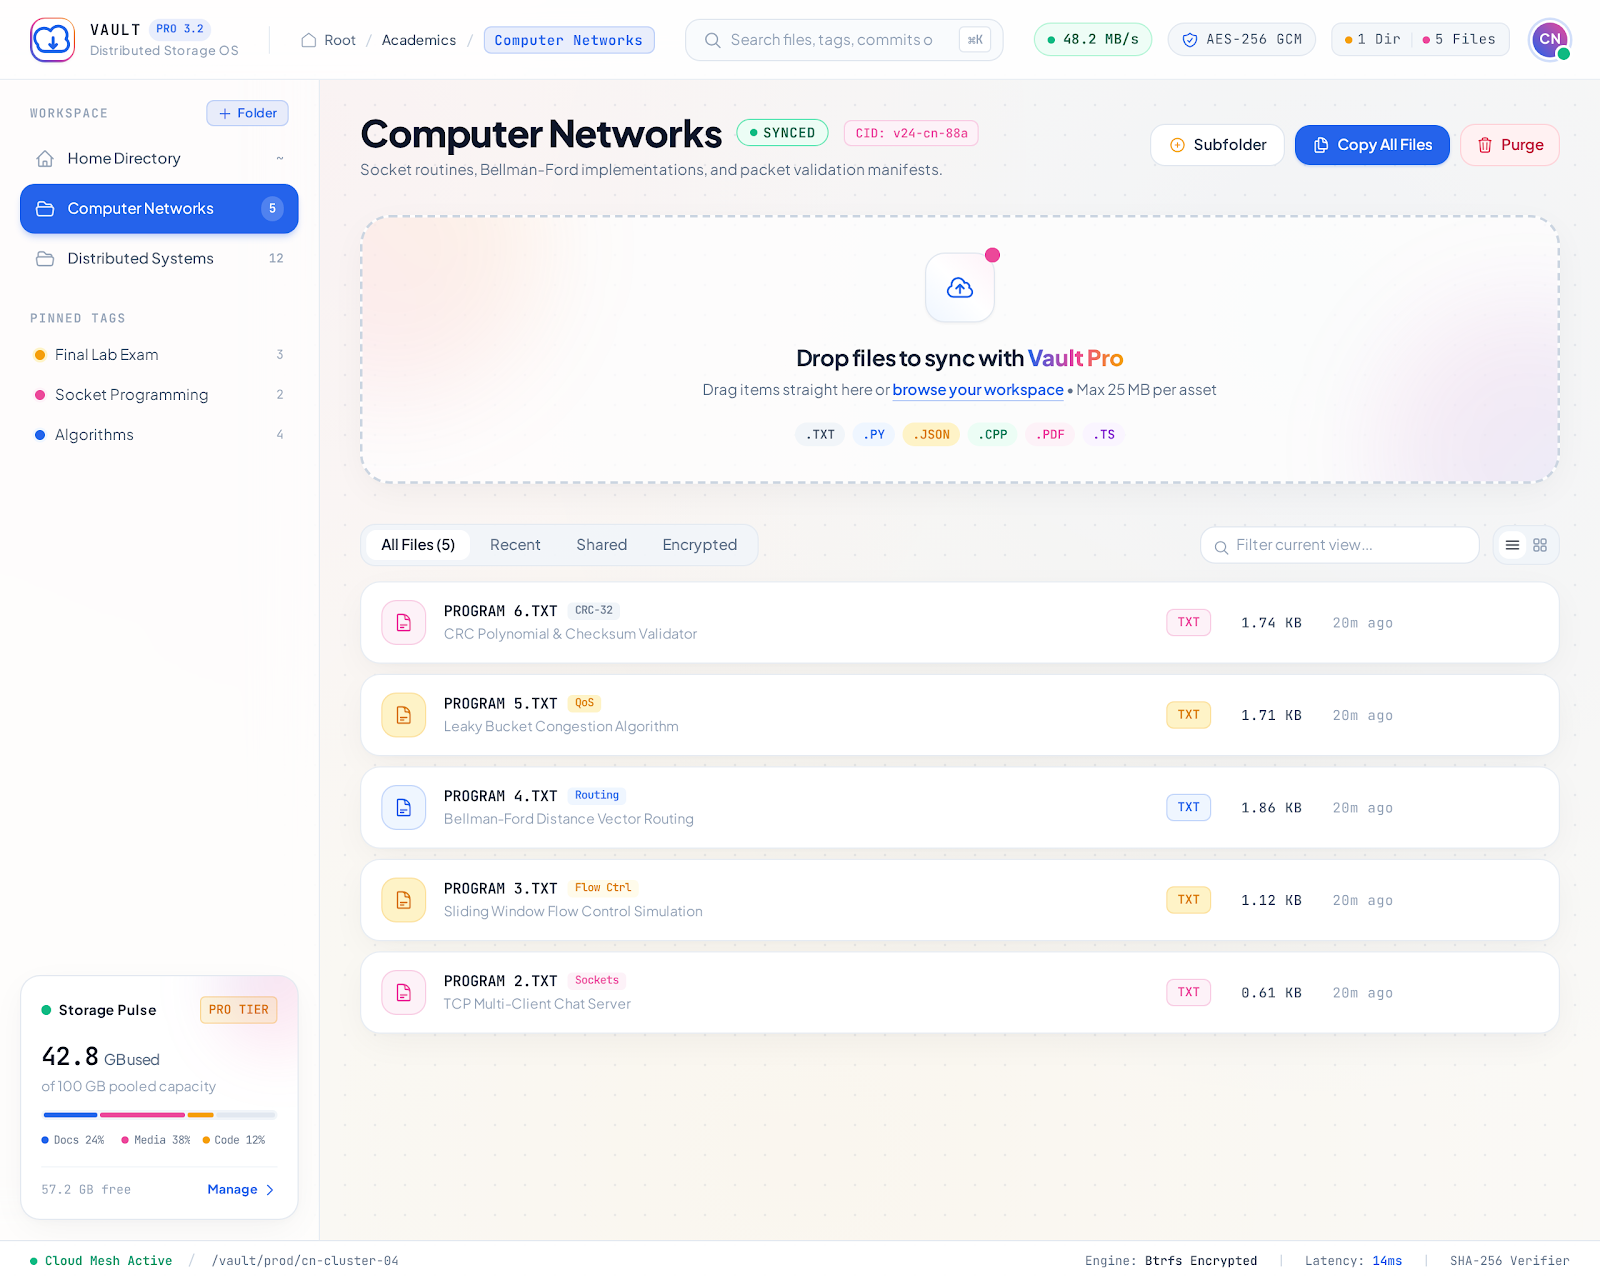 VAULT PRO 3.2
Distributed Storage OS
Root / Academics / Computer Networks
Search files, tags, commits o
⌘K
48.2 MB/s
AES-256 GCM
1 Dir
5 Files
CN
WORKSPACE
+ Folder
Home Directory ~
Computer Networks 5
Distributed Systems 12
PINNED TAGS
Final Lab Exam 3
Socket Programming 2
Algorithms 4
Storage Pulse PRO TIER
42.8 GB used
of 100 GB pooled capacity
Docs 24% Media 38% Code 12%
57.2 GB free Manage
Computer Networks SYNCED CID: v24-cn-88a
Socket routines, Bellman-Ford implementations, and packet validation manifests.
Subfolder
Copy All Files
Purge
Drop files to sync with Vault Pro
Drag items straight here or browse your workspace • Max 25 MB per asset
.TXT .PY .JSON .CPP .PDF .TS
All Files (5) Recent Shared Encrypted
Filter current view...
PROGRAM 6.TXT CRC-32
CRC Polynomial & Checksum Validator
TXT 1.74 KB 20m ago
PROGRAM 5.TXT QoS
Leaky Bucket Congestion Algorithm
TXT 1.71 KB 20m ago
PROGRAM 4.TXT Routing
Bellman-Ford Distance Vector Routing
TXT 1.86 KB 20m ago
PROGRAM 3.TXT Flow Ctrl
Sliding Window Flow Control Simulation
TXT 1.12 KB 20m ago
PROGRAM 2.TXT Sockets
TCP Multi-Client Chat Server
TXT 0.61 KB 20m ago
Cloud Mesh Active / /vault/prod/cn-cluster-04
Engine: Btrfs Encrypted | Latency: 14ms | SHA-256 Verifier